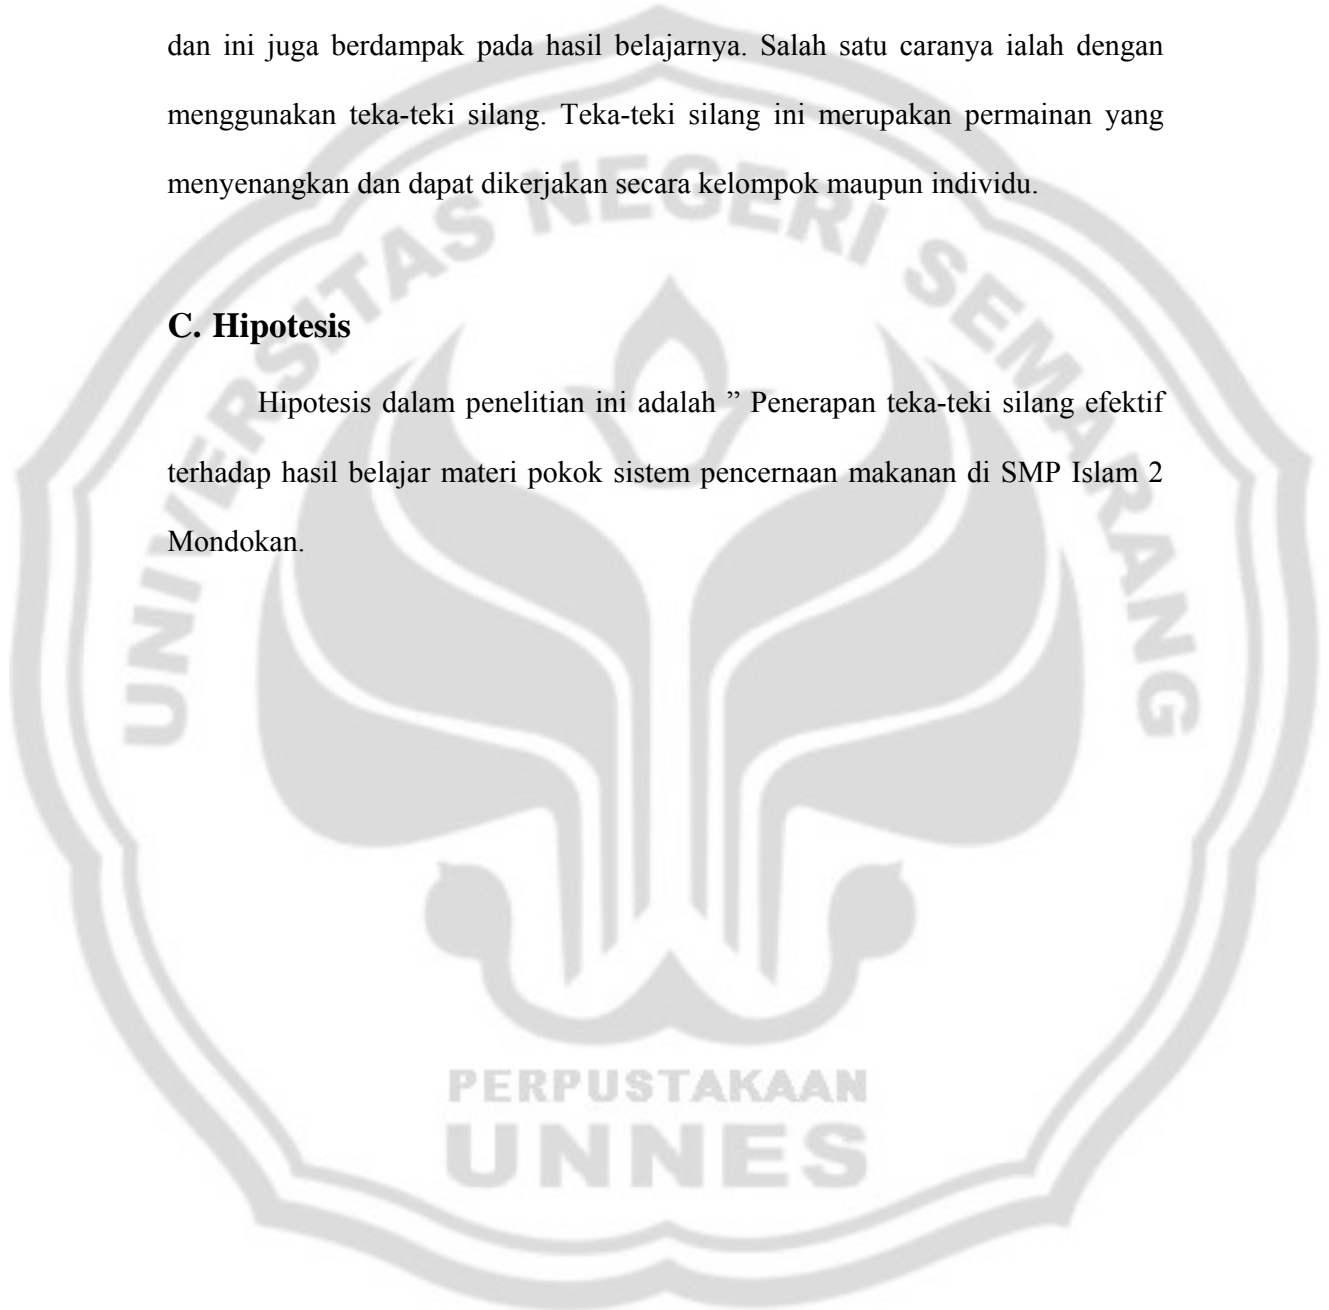 dan ini juga berdampak pada hasil belajarnya. Salah satu caranya ialah dengan
menggunakan teka-teki silang. Teka-teki silang ini merupakan permainan yang
menyenangkan dan dapat dikerjakan secara kelompok maupun individu.
C. Hipotesis
Hipotesis dalam penelitian ini adalah ” Penerapan teka-teki silang efektif
terhadap hasil belajar materi pokok sistem pencernaan makanan di SMP Islam 2
Mondokan.
UNIVERSITAS NEGERI SEMARANG
PERPUSTAKAAN
UNNES